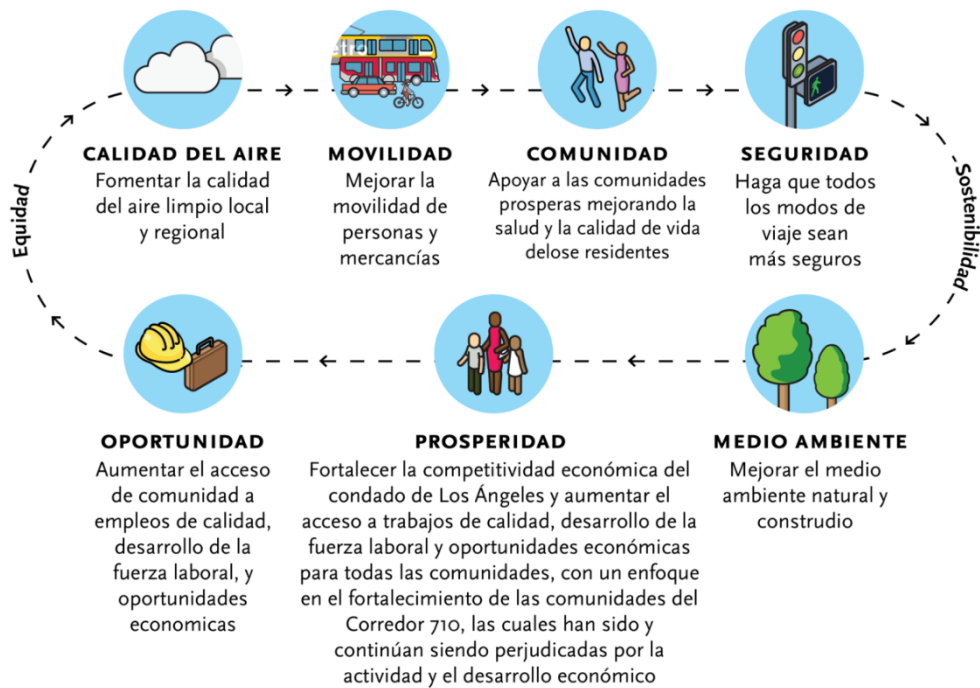 CALIDAD DEL AIRE
Fomentar la calidad
del aire limpio local
y regional
MOVILIDAD
Mejorar la
movilidad de
personas y
mercancías
COMUNIDAD
Apoyar a las comunidades
prosperas mejorando la
salud y la calidad de vida
delose residentes
SEGURIDAD
Haga que todos
los modos de
viaje sean
más seguros
Sostenibilidad
MEDIO AMBIENTE
Mejorar el medio
ambiente natural y
construdio
PROSPERIDAD
Fortalecer la competitividad económica del
condado de Los Ángeles y aumentar el
acceso a trabajos de calidad, desarrollo de la
fuerza laboral y oportunidades económicas
para todas las comunidades, con un enfoque
en el fortalecimiento de las comunidades del
Corredor 710, las cuales han sido y
continúan siendo perjudicadas por la
actividad y el desarrollo económico
OPORTUNIDAD
Aumentar el acceso
de comunidad a
empleos de calidad,
desarrollo de la
fuerza laboral, y
oportunidades
economicas
Equidad